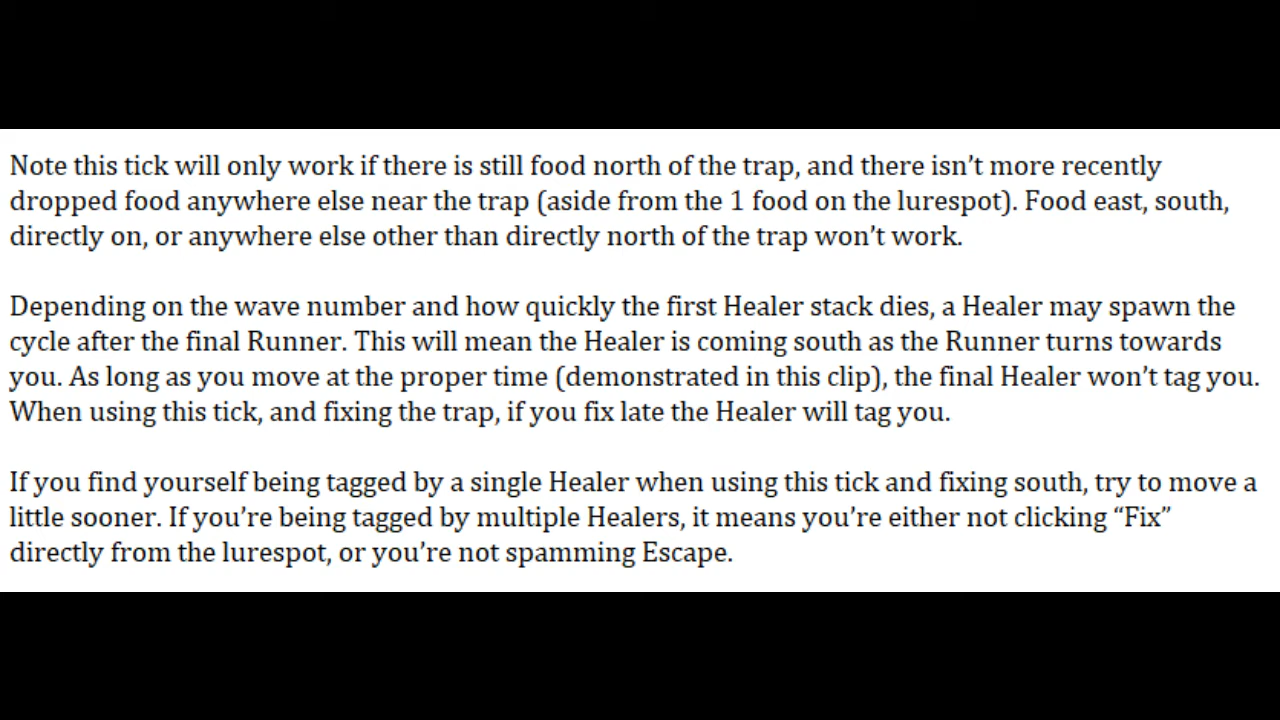 Note this tick will only work if there is still food north of the trap, and there isn’t more recently
dropped food anywhere else near the trap (aside from the 1 food on the lurespot). Food east, south,
directly on, or anywhere else other than directly north of the trap won’t work.
Depending on the wave number and how quickly the first Healer stack dies, a Healer may spawn the
cycle after the final Runner. This will mean the Healer is coming south as the Runner turns towards
you. As long as you move at the proper time (demonstrated in this clip), the final Healer won’t tag you.
When using this tick, and fixing the trap, if you fix late the Healer will tag you.
If you find yourself being tagged by a single Healer when using this tick and fixing south, try to move a
little sooner. If you’re being tagged by multiple Healers, it means you’re either not clicking “Fix”
directly from the lurespot, or you’re not spamming Escape.